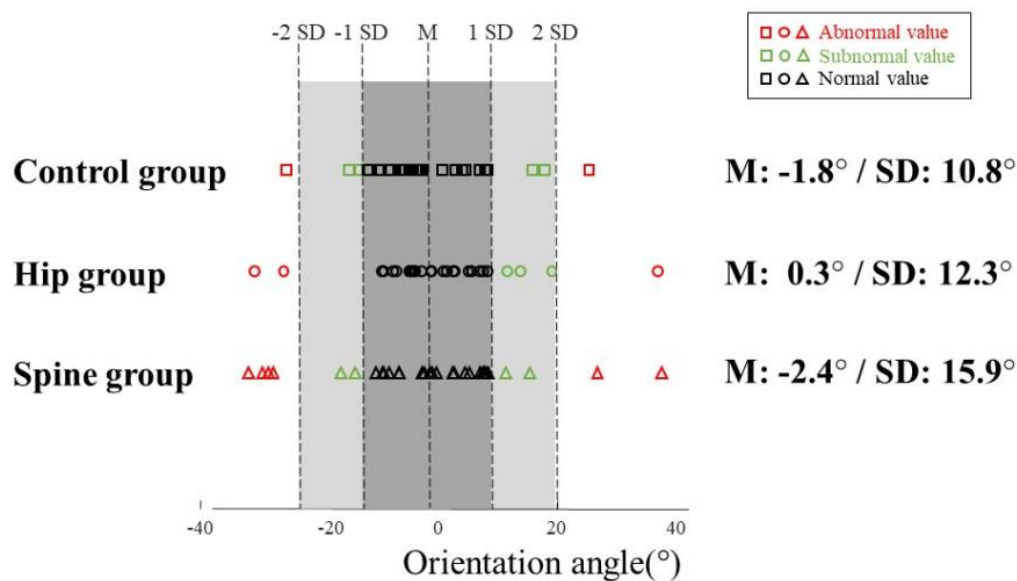 -2 SD -1 SD M 1 SD 2 SD
Abnormal value
Subnormal value
Normal value
Control group M: -1.8° / SD: 10.8°
Hip group M: 0.3° / SD: 12.3°
Spine group M: -2.4° / SD: 15.9°
-40 -20 0 20 40
Orientation angle(°)